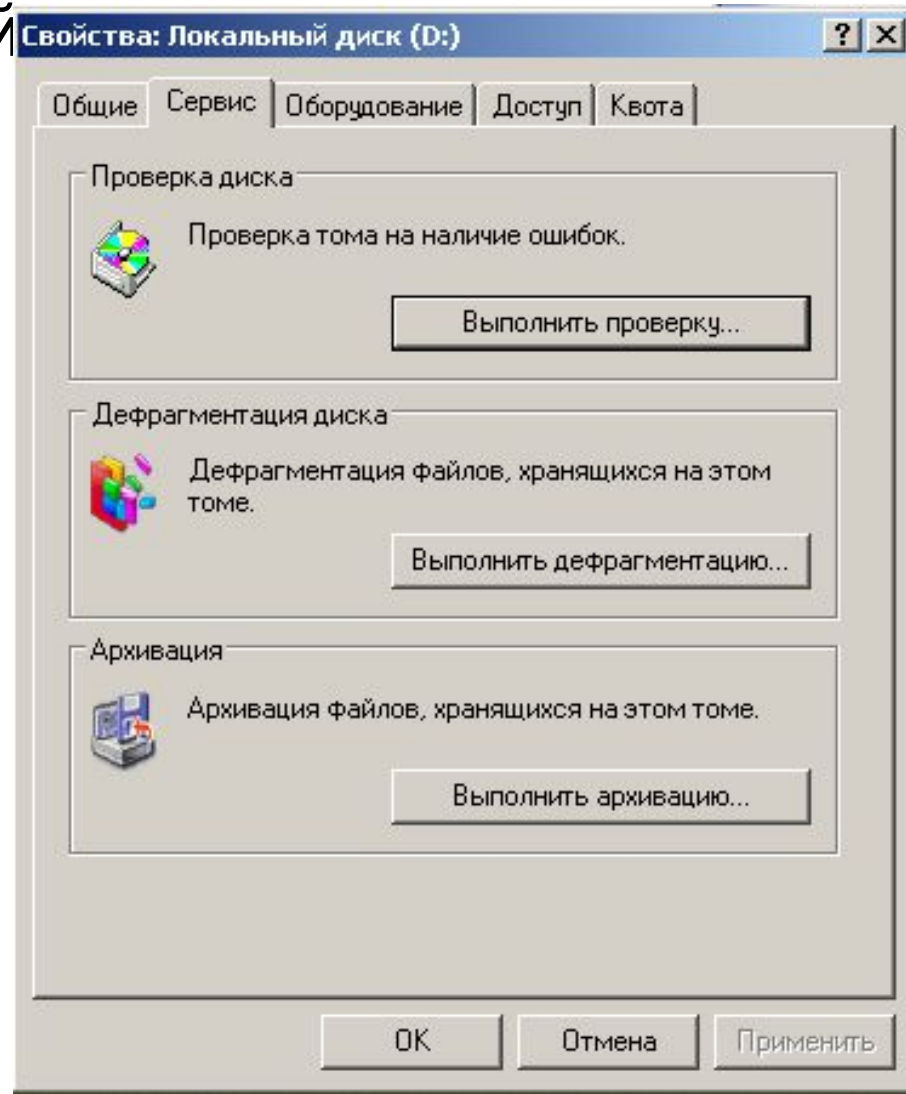 Свойства: Локальный диск (D:)
Общие Сервис Оборудование Доступ Квота
Проверка диска
Проверка тома на наличие ошибок.
Выполнить проверку...
Дефрагментация диска
Дефрагментация файлов, хранящихся на этом
томе.
Выполнить дефрагментацию...
Архивация
Архивация файлов, хранящихся на этом томе.
Выполнить архивацию...
OK Отмена Применить